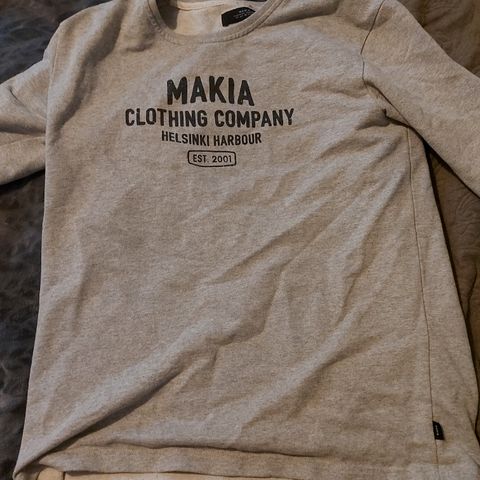 MAKIA
CLOTHING COMPANY
HELSINKI HARBOUR
EST. 2001